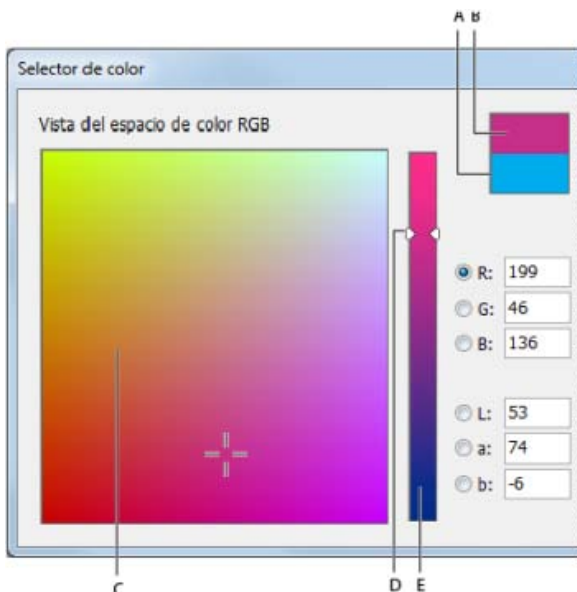 A B
Selector de color
Vista del espacio de color RGB
R: 199
G: 46
B: 136
L: 53
a: 74
b: -6
C D E